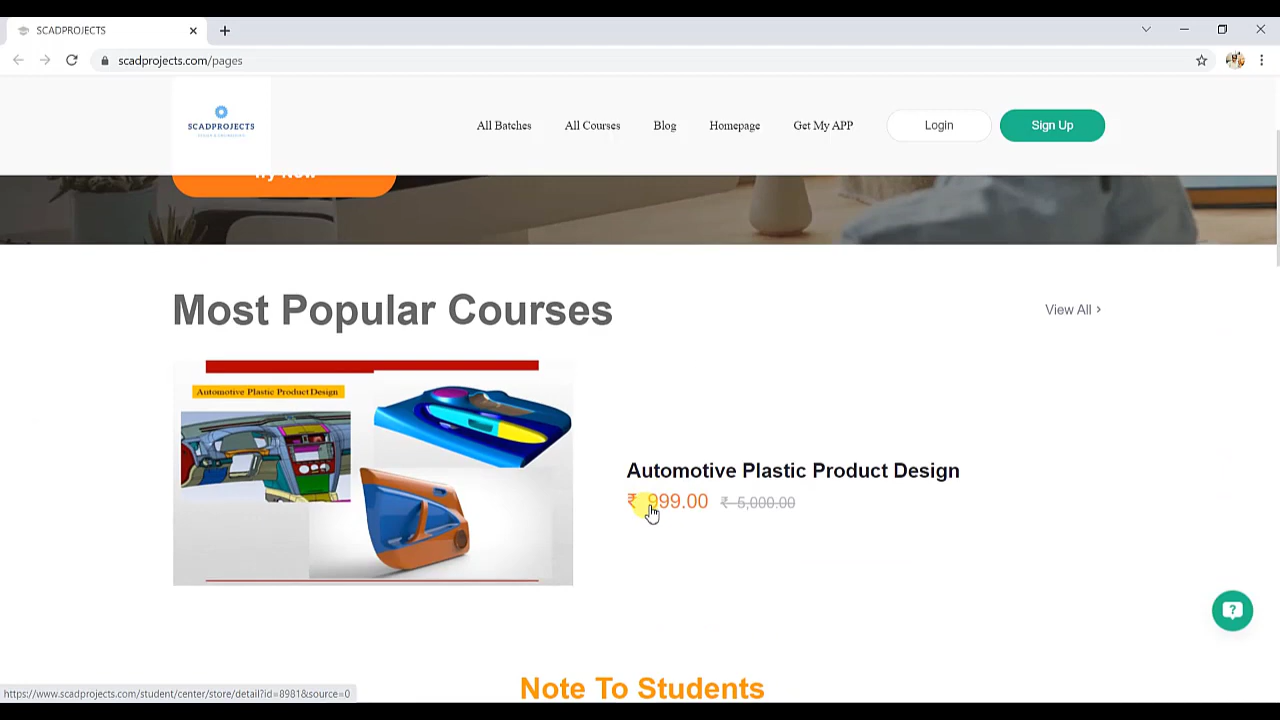 SCADPROJECTS
scadprojects.com/pages
SCADPROJECTS
All Batches
All Courses
Blog
Homepage
Get My APP
Login
Sign Up
Try Now
Most Popular Courses
View All >
Automotive Plastic Product Design
Automotive Plastic Product Design
999.00 ₹ 5,000.00
Note To Students
https://www.scadprojects.com/student/center/store/detail?id=8981&source=0